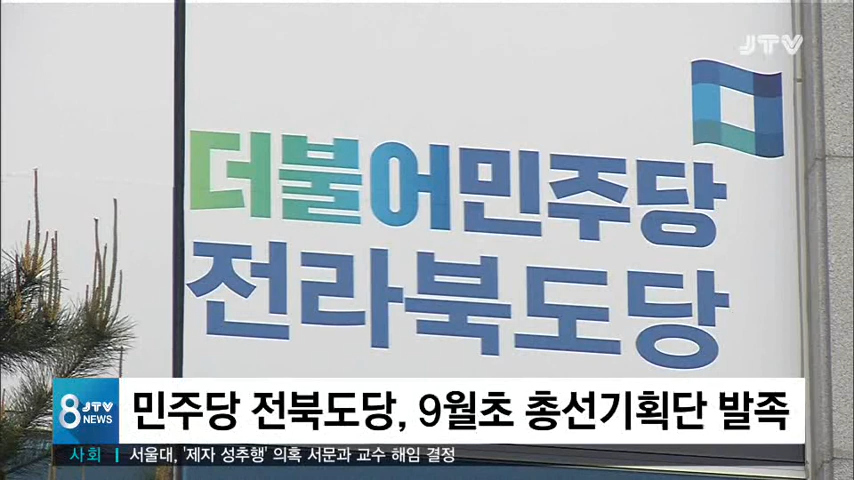 JTV
더불어민주당
전라북도당
8 JTV NEWS 민주당 전북도당, 9월초 총선기획단 발족
사회 서울대, '제자 성추행' 의혹 서문과 교수 해임 결정